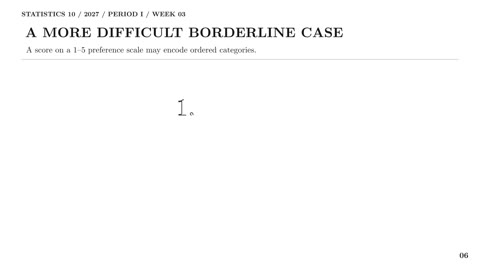 STATISTICS 10 / 2027 / PERIOD I / WEEK 03
A MORE DIFFICULT BORDERLINE CASE
A score on a 1–5 preference scale may encode ordered categories.
1.
06